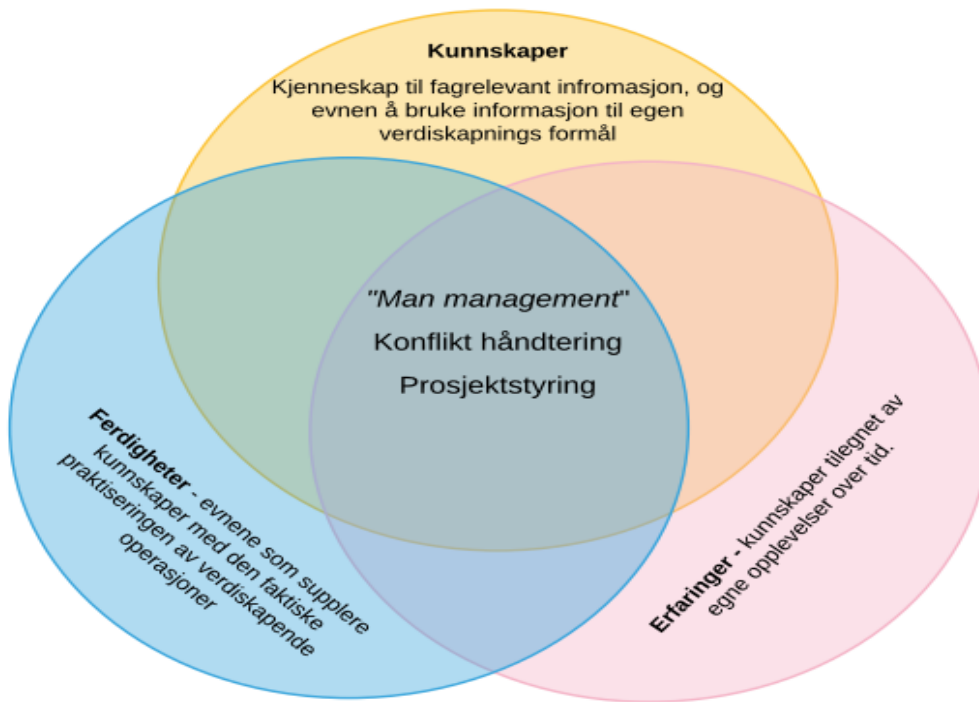 Kunnskaper
Kjenneskap til fagrelevant infromasjon, og
evnen å bruke informasjon til egen
verdiskapnings formål
"Man management"
Konflikt håndtering
Prosjektstyring
Ferdigheter - evnene som supplere
kunnskaper med den faktiske
praktiseringen av verdiskapende
operasjoner
Erfaringer - kunnskaper tilegnet av
egne opplevelser over tid.